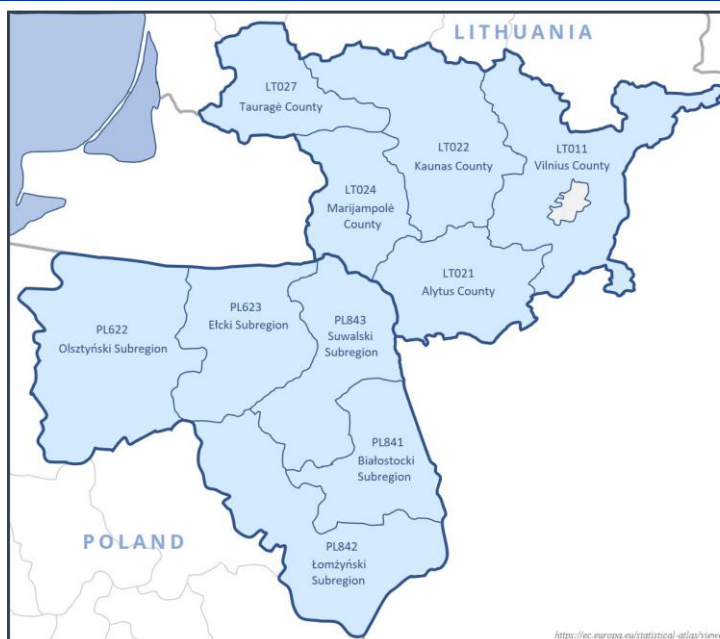 LITHUANIA
LT027
Tauragė County
LT022
Kaunas County
LT011
Vilnius County
LT024
Marijampolė
County
LT021
Alytus County
PL622
Olsztyński Subregion
PL623
Ełcki Subregion
PL843
Suwalski
Subregion
PL841
Białostocki
Subregion
POLAND
PL842
Łomżyński
Subregion
https://ec.europa.eu/statistical-atlas/viewe